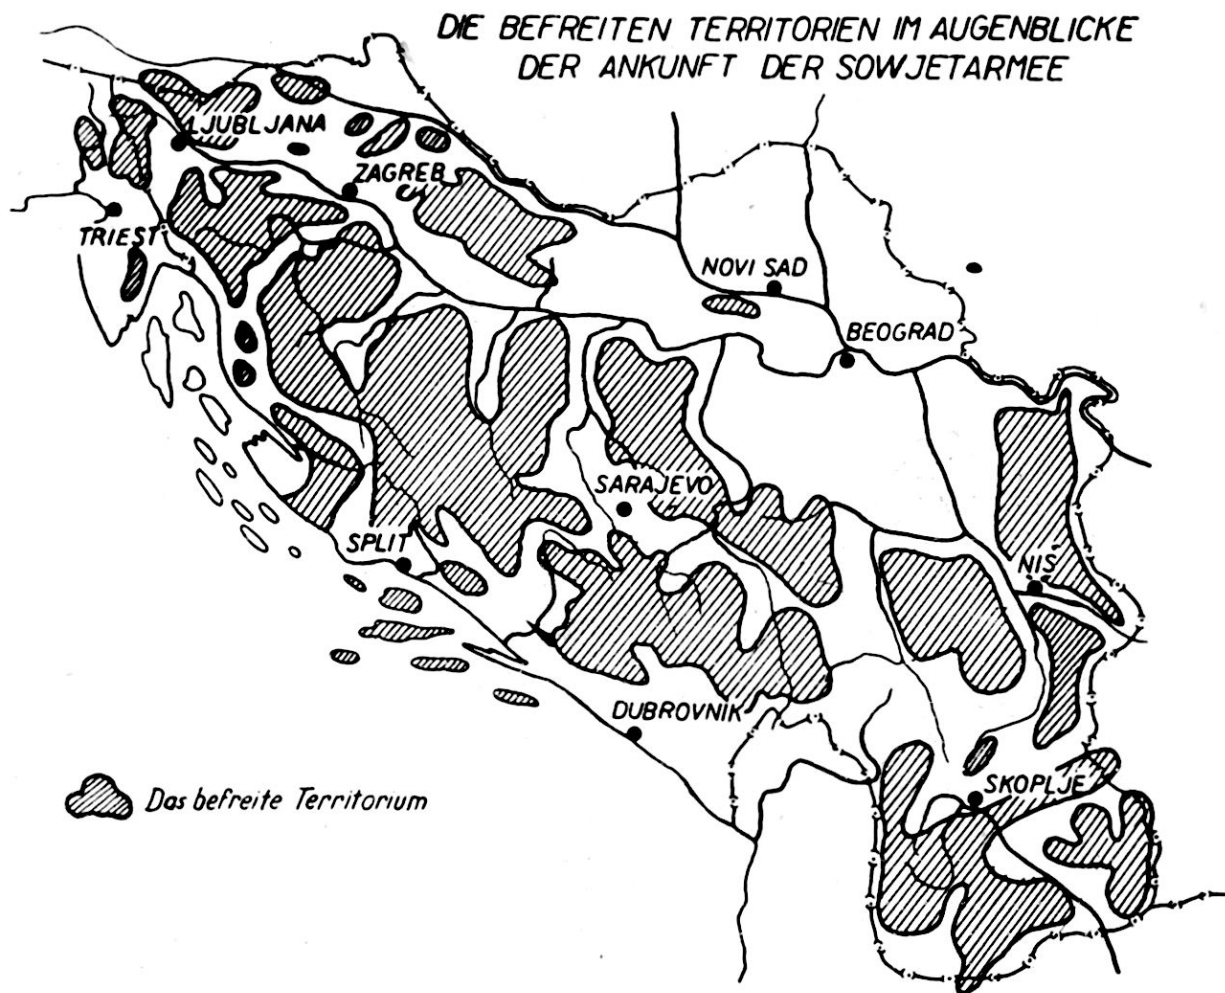 DIE BEFREITEN TERRITORIEN IM AUGENBLICKE
DER ANKUNFT DER SOWJETARMEE
LJUBLJANA
ZAGREB
TRIEST
NOVI SAD
BEOGRAD
SARAJEVO
SPLIT
NIS
DUBROVNIK
SKOPLJE
Das befreite Territorium